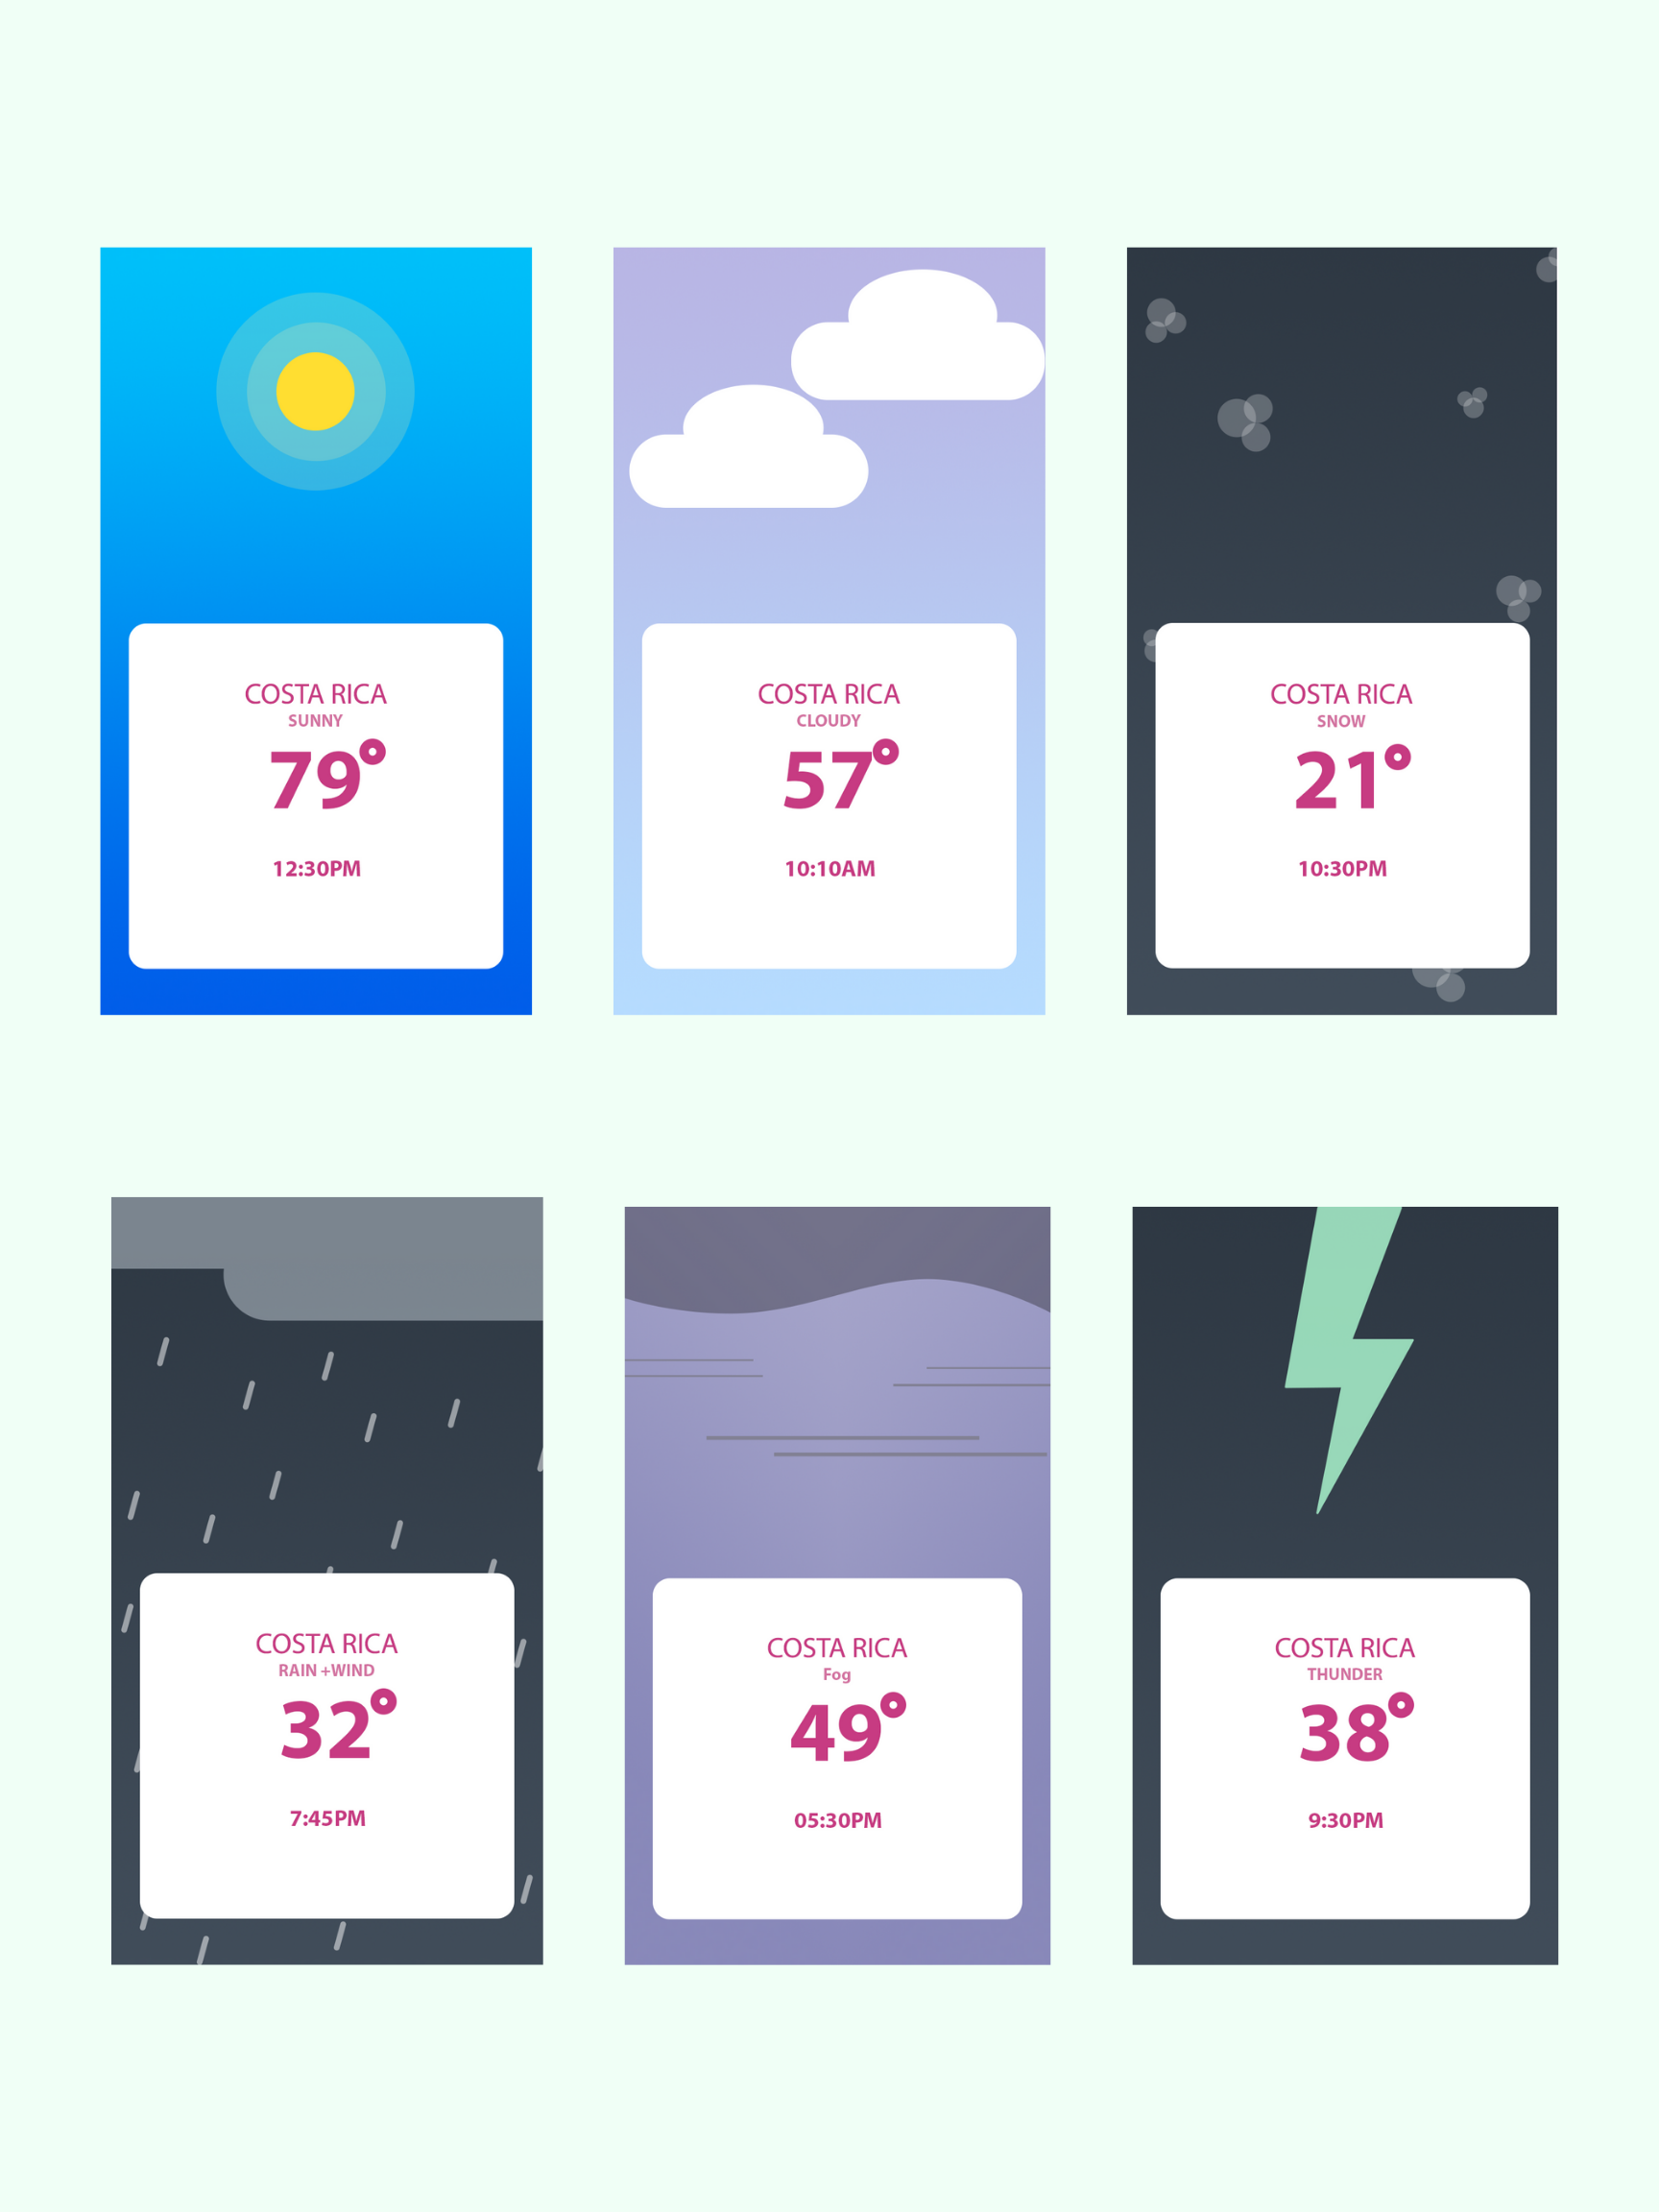 COSTA RICA
SUNNY
79°
12:30PM
COSTA RICA
CLOUDY
57°
10:10AM
COSTA RICA
SNOW
21°
10:30PM
COSTA RICA
RAIN +WIND
32°
7:45PM
COSTA RICA
Fog
49°
05:30PM
COSTA RICA
THUNDER
38°
9:30PM